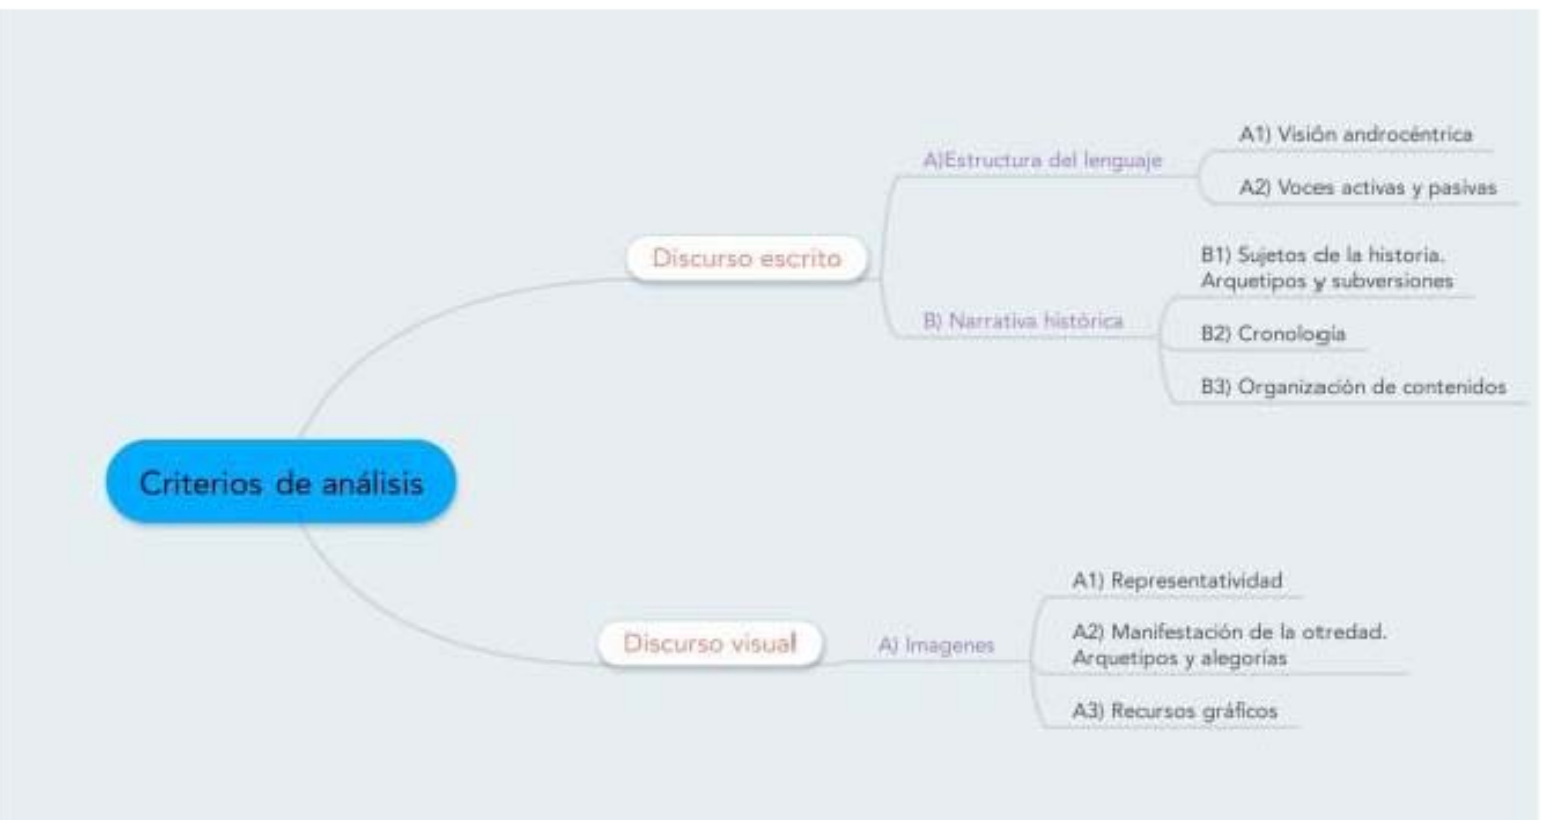 Criterios de análisis
Discurso escrito
A)Estructura del lenguaje
A1) Visión androcéntrica
A2) Voces activas y pasivas
B) Narrativa histórica
B1) Sujetos de la historia.
Arquetipos y subversiones
B2) Cronología
B3) Organización de contenidos
Discurso visual
A) Imagenes
A1) Representatividad
A2) Manifestación de la otredad.
Arquetipos y alegorías
A3) Recursos gráficos